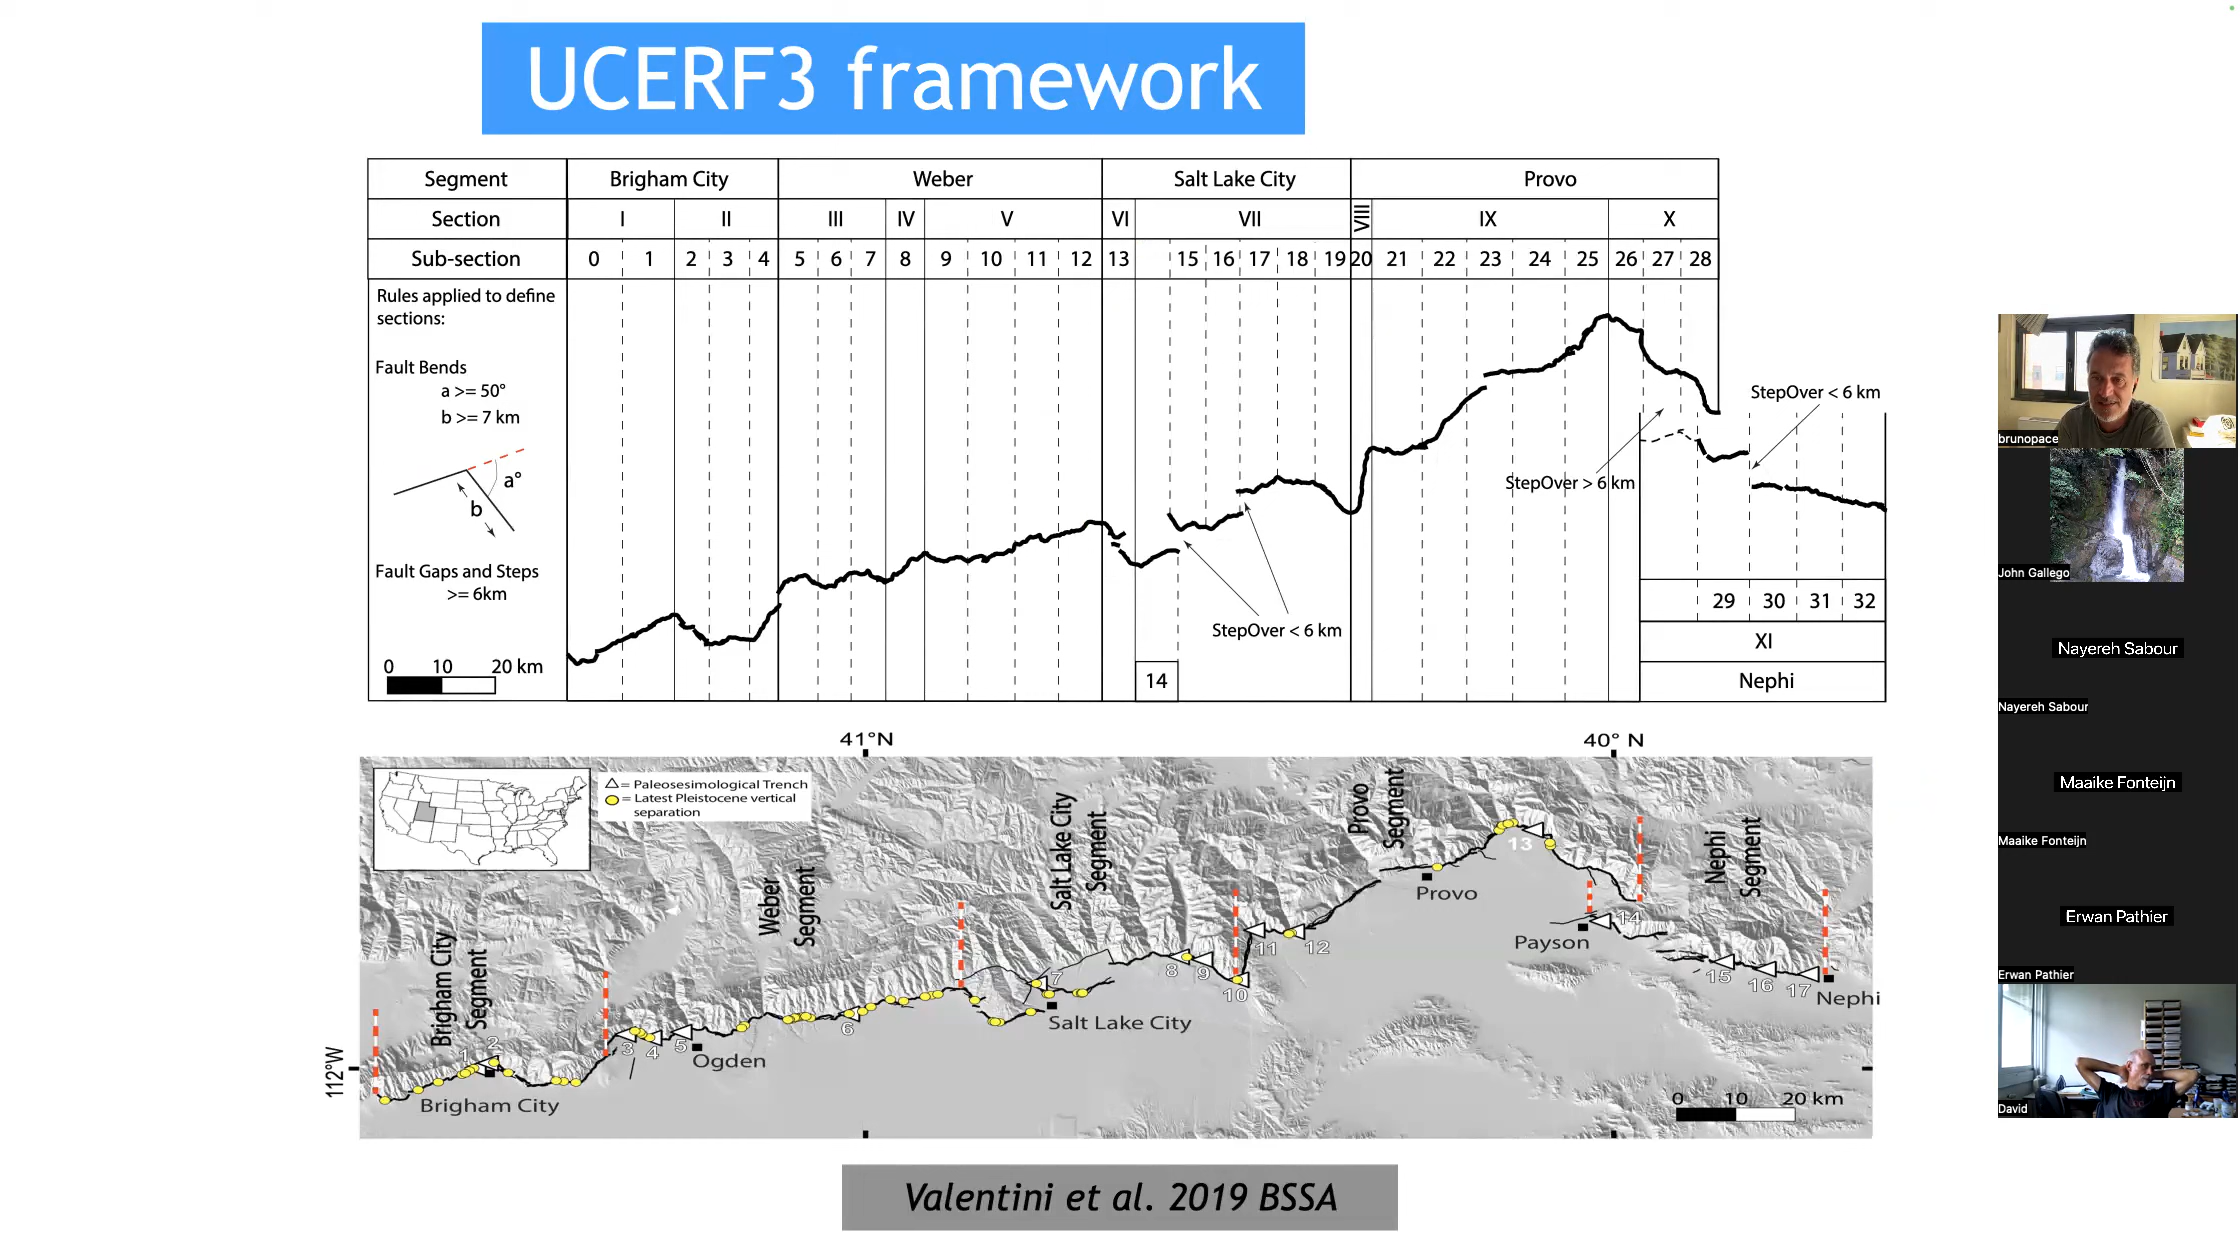 UCERF3 framework
Segment Brigham City Weber Salt Lake City Provo
Section I II III IV V VI VII VIII IX X
Sub-section 0 1 2 3 4 5 6 7 8 9 10 11 12 13 15 16 17 18 19 20 21 22 23 24 25 26 27 28
Rules applied to define
sections:
Fault Bends
a >= 50°
b >= 7 km
a°
b
Fault Gaps and Steps
>= 6km
0 10 20 km
StepOver < 6 km
StepOver > 6 km
StepOver < 6 km
14
29 30 31 32
XI
Nephi
41°N
40° N
112°W
△= Paleosesimological Trench
= Latest Pleistocene vertical
separation
Brigham City
Segment
Weber
Segment
Salt Lake City
Segment
Provo
Segment
Nephi
Segment
1 2 3 4 5 6 7 8 9 10 11 12 13 14 15 16 17
Brigham City
Ogden
Salt Lake City
Provo
Payson
Nephi
0 10 20 km
Valentini et al. 2019 BSSA
brunopace
John Gallego
Nayereh Sabour
Nayereh Sabour
Maaike Fonteijn
Maaike Fonteijn
Erwan Pathier
Erwan Pathier
David